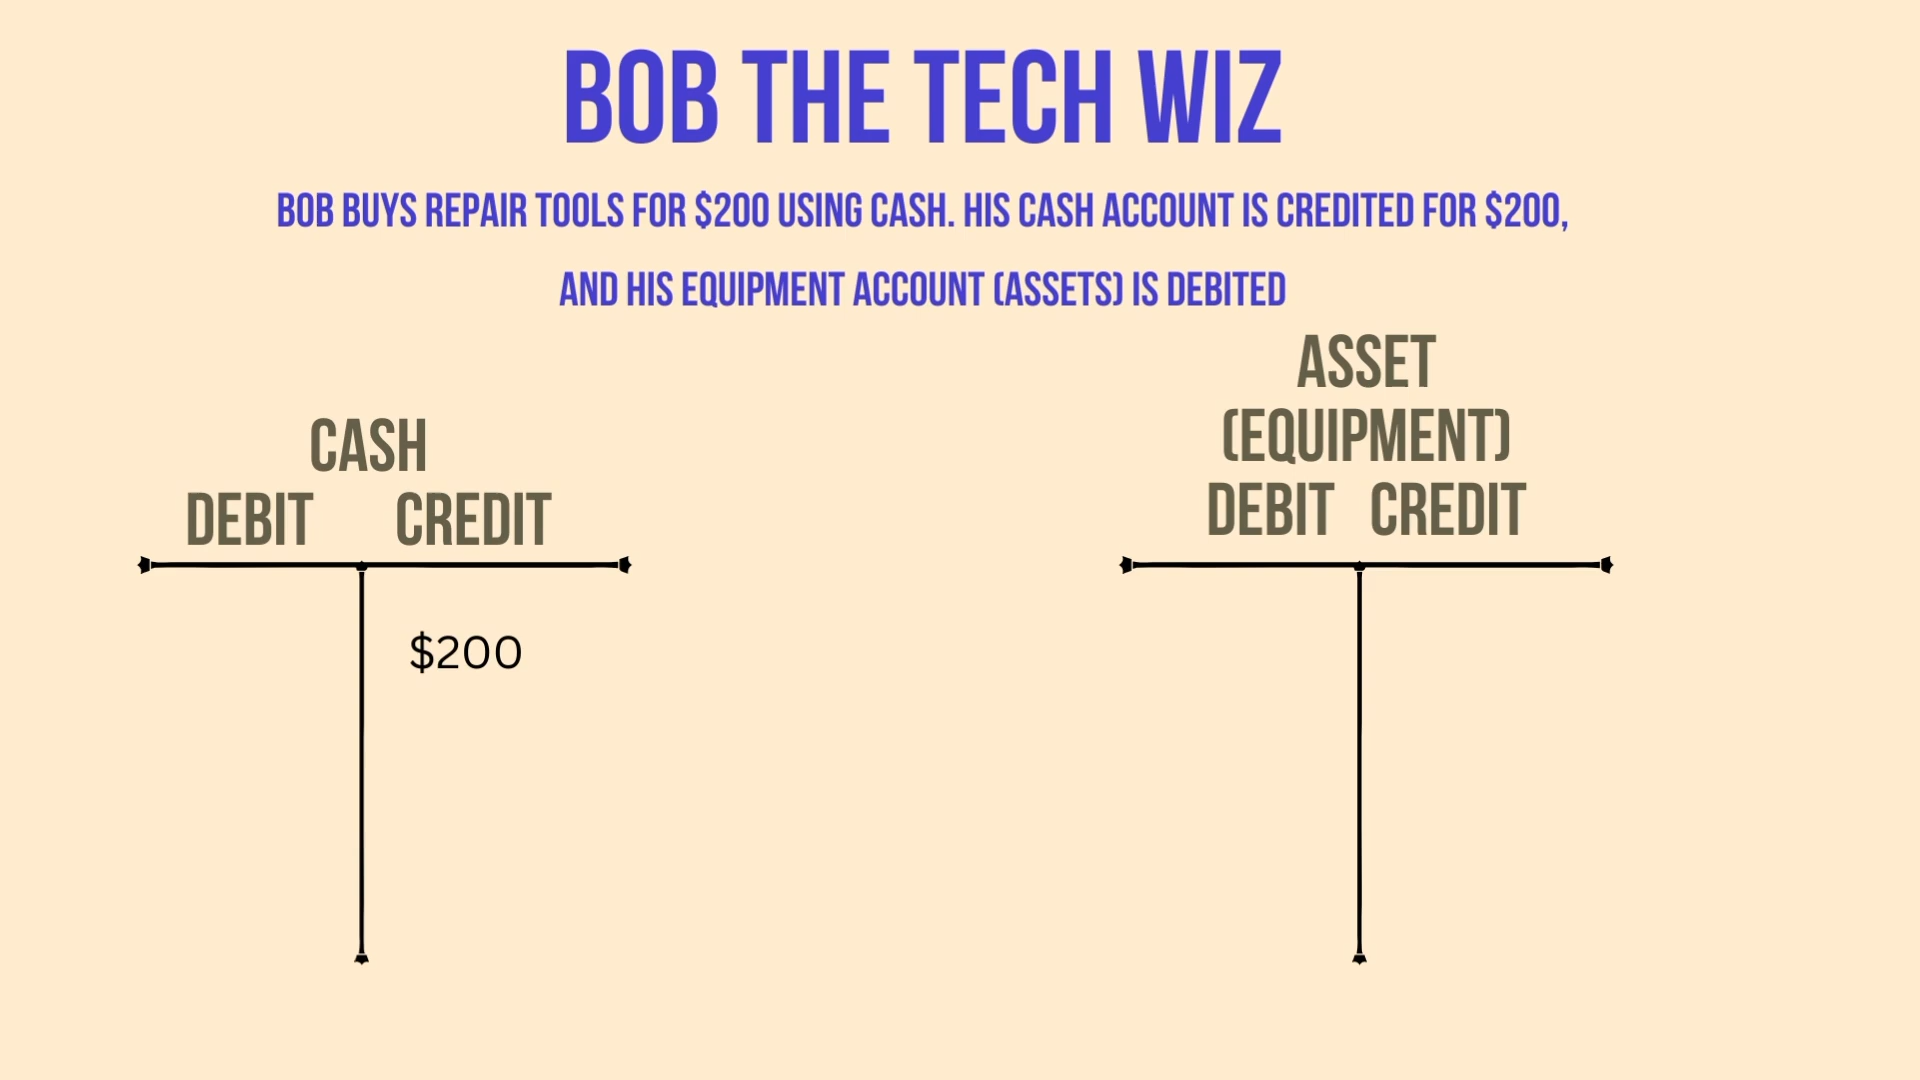 BOB THE TECH WIZ
BOB BUYS REPAIR TOOLS FOR $200 USING CASH. HIS CASH ACCOUNT IS CREDITED FOR $200,
AND HIS EQUIPMENT ACCOUNT (ASSETS) IS DEBITED
CASH
DEBIT CREDIT
$200
ASSET
(EQUIPMENT)
DEBIT CREDIT